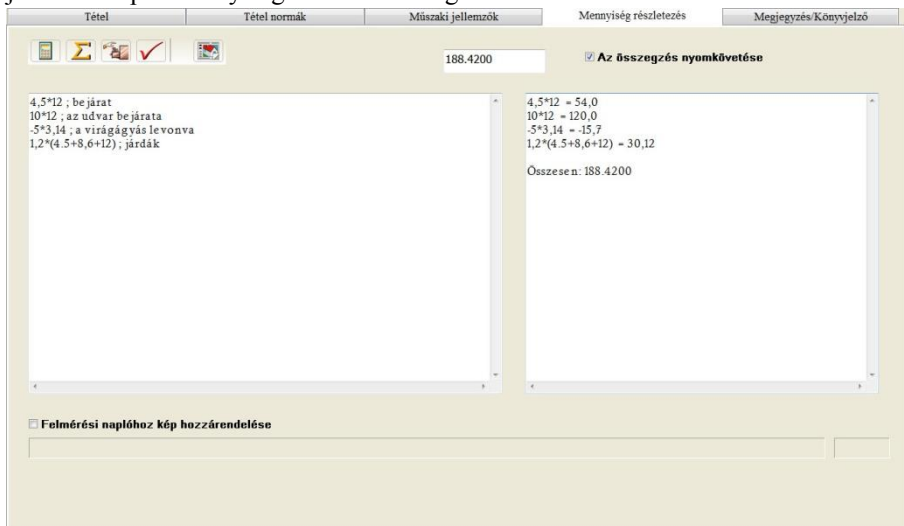 Tétel
Tétel normák
Műszaki jellemzők
Mennyiség részletezés
Megjegyzés/Könyvjelző
188.4200
Az összegzés nyomkövetése
4,5*12 ; bejárat
10*12 ; az udvar bejárata
-5*3,14 ; a virágágyás levonva
1,2*(4.5+8,6+12) ; járdák
4,5*12 = 54,0
10*12 = 120,0
-5*3,14 = -15,7
1,2*(4.5+8,6+12) = 30,12
Összesen: 188.4200
Felmérési naplóhoz kép hozzárendelése